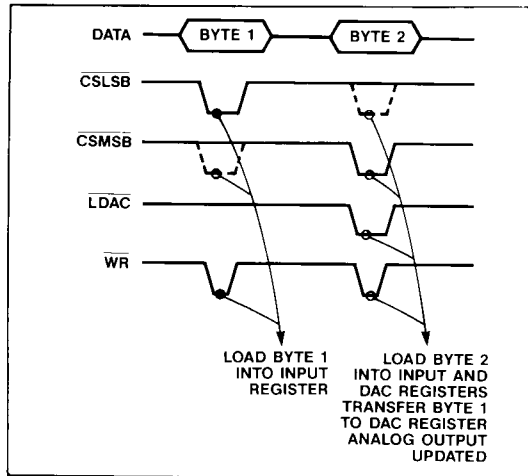 DATA
BYTE 1
BYTE 2
CSLSB
CSMSB
LDAC
WR
LOAD BYTE 1
INTO INPUT
REGISTER
LOAD BYTE 2
INTO INPUT AND
DAC REGISTERS
TRANSFER BYTE 1
TO DAC REGISTER
ANALOG OUTPUT
UPDATED